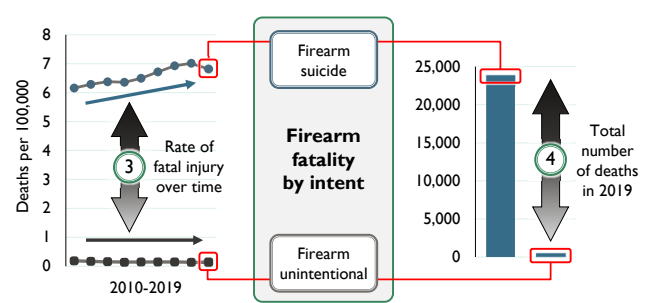 8
7
6
5
4
3
2
1
0
Deaths per 100,000
2010-2019
3
Rate of
fatal injury
over time
Firearm
suicide
Firearm
fatality
by intent
Firearm
unintentional
25,000
20,000
15,000
10,000
5,000
0
4
Total
number
of deaths
in 2019